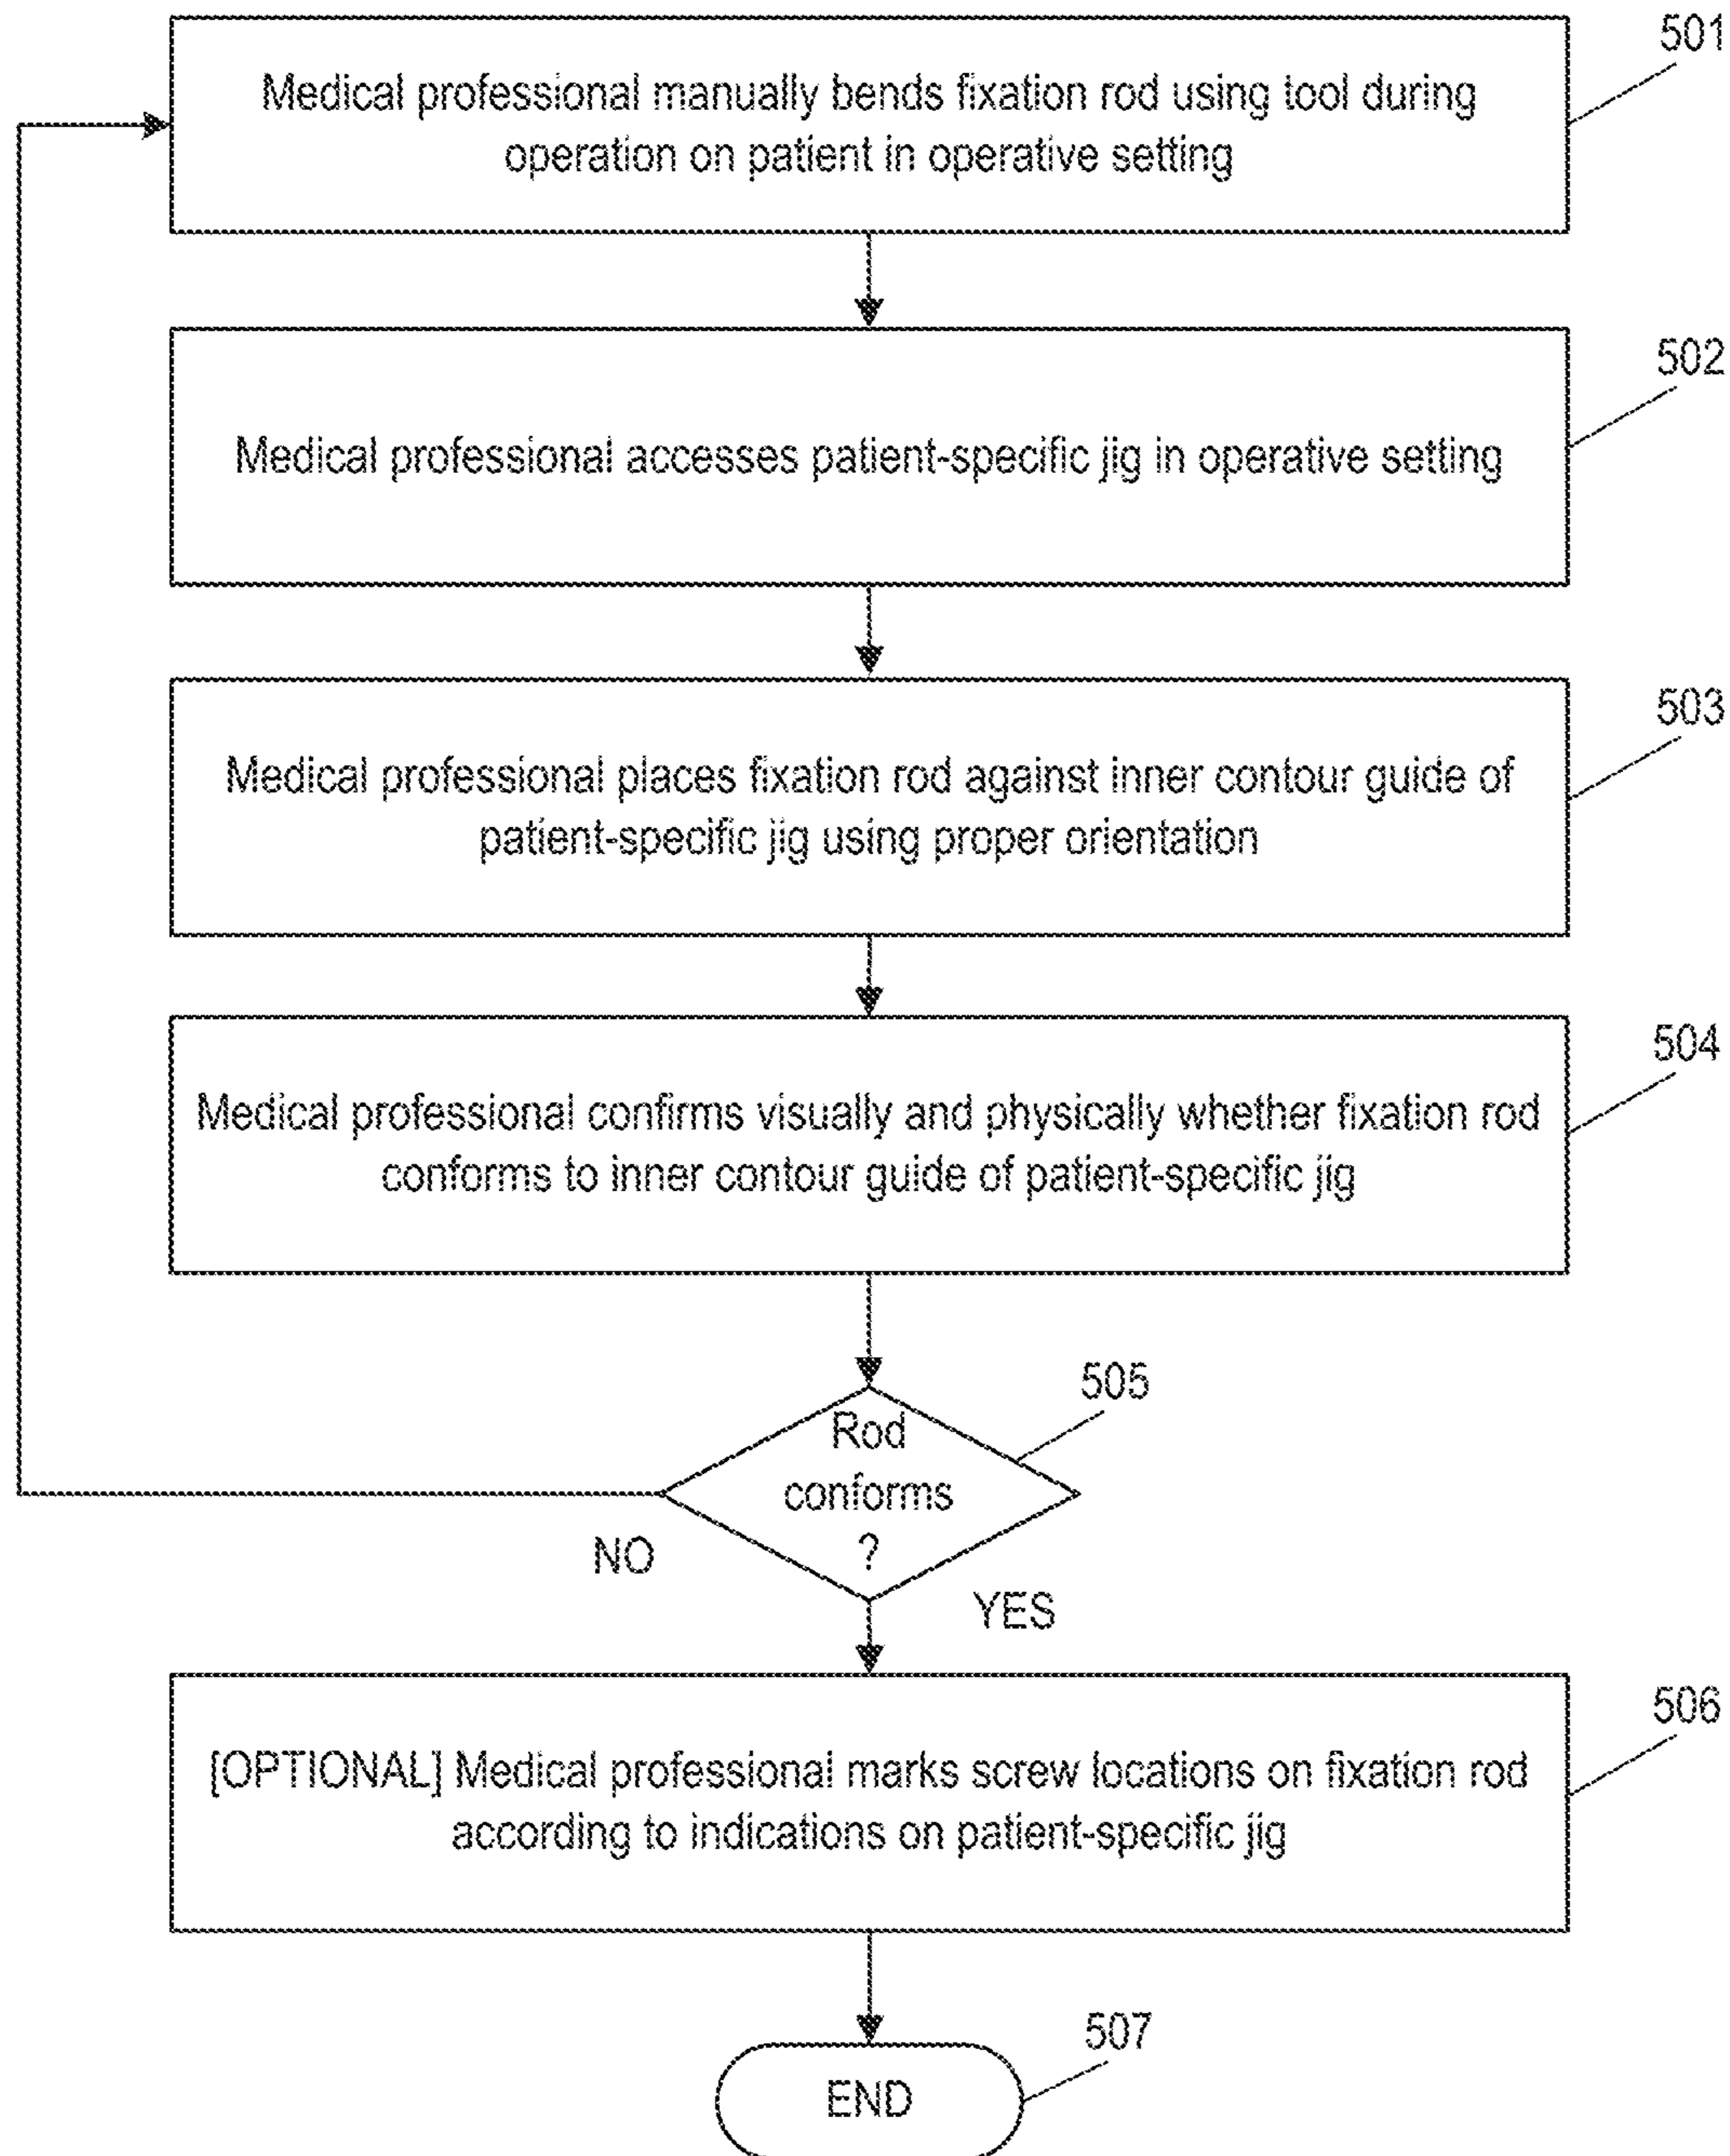 501
Medical professional manually bends fixation rod using tool during
operation on patient in operative setting
502
Medical professional accesses patient-specific jig in operative setting
503
Medical professional places fixation rod against inner contour guide of
patient-specific jig using proper orientation
504
Medical professional confirms visually and physically whether fixation rod
conforms to inner contour guide of patient-specific jig
505
Rod
conforms
?
NO
YES
506
[OPTIONAL] Medical professional marks screw locations on fixation rod
according to indications on patient-specific jig
507
END